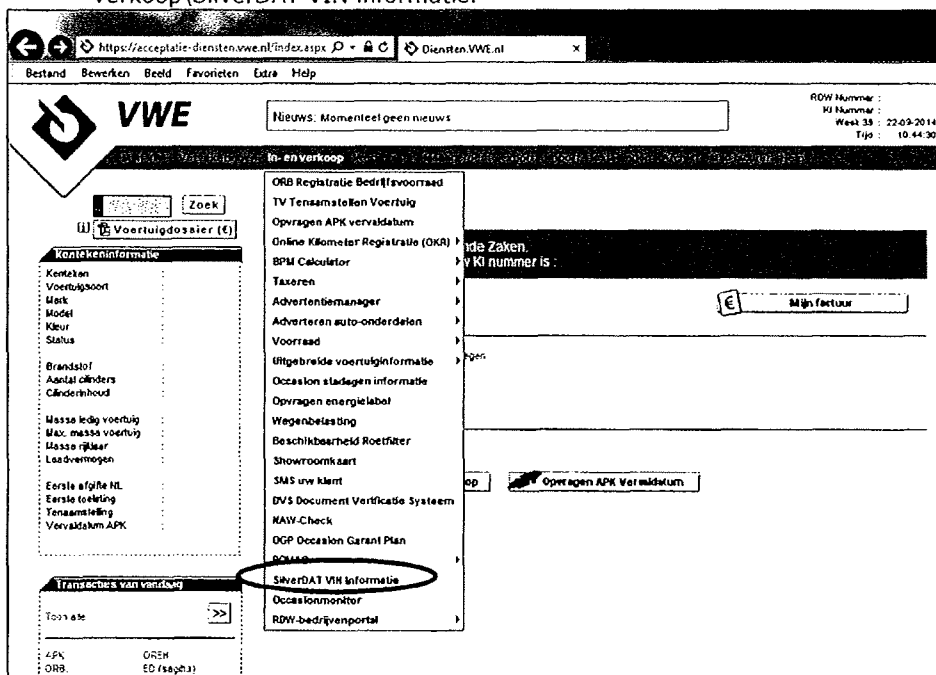 Verkoop (SilverDAT VIN informatie.
https://acceptatie-diensten.vwe.nl/index.aspx
Diensten.VWE.nl
×
Bestand Bewerken Beeld Favorieten Extra Help
VWE
Nieuws: Momenteel geen nieuws
RDW Nummer :
KI Nummer :
Week 39 : 22-09-2014
Tijd : 10:44:30
In- en verkoop
Zoek
Voertuigdossier (€)
Kentekeninformatie
Kenteken :
Voertuigsoort :
Merk :
Model :
Kleur :
Status :
Brandstof :
Aantal cilinders :
Cilinderinhoud :
Massa ledig voertuig :
Max. massa voertuig :
Massa rijklaar :
Laadvermogen :
Eerste afgifte NL :
Eerste toelating :
Tenaamstelling :
Vervaldatum APK :
Transacties van vandaag
Toon alle >>
APK
ORB.
ORB Registratie Bedrijfsvoorraad
TV Tenaamstellen Voertuig
Opvragen APK vervaldatum
Online Kilometer Registratie (OKR)
BPM Calculator
Taxeren
Advertentiemanager
Adverteren auto-onderdelen
Voorraad
Uitgebreide voertuiginformatie
Occasion stadagen informatie
Opvragen energielabel
Wegenbelasting
Beschikbaarheid Roetfilter
Showroomkaart
SMS uw klant
DVS Document Verificatie Systeem
NAW-Check
OGP Occasion Garant Plan
SilverDAT VIN Informatie
Occasionmonitor
RDW-bedrijvenportal
nde Zaken.
KI nummer is :
€ Mijn factuur
egen
op
Opvragen APK Vervaldatum